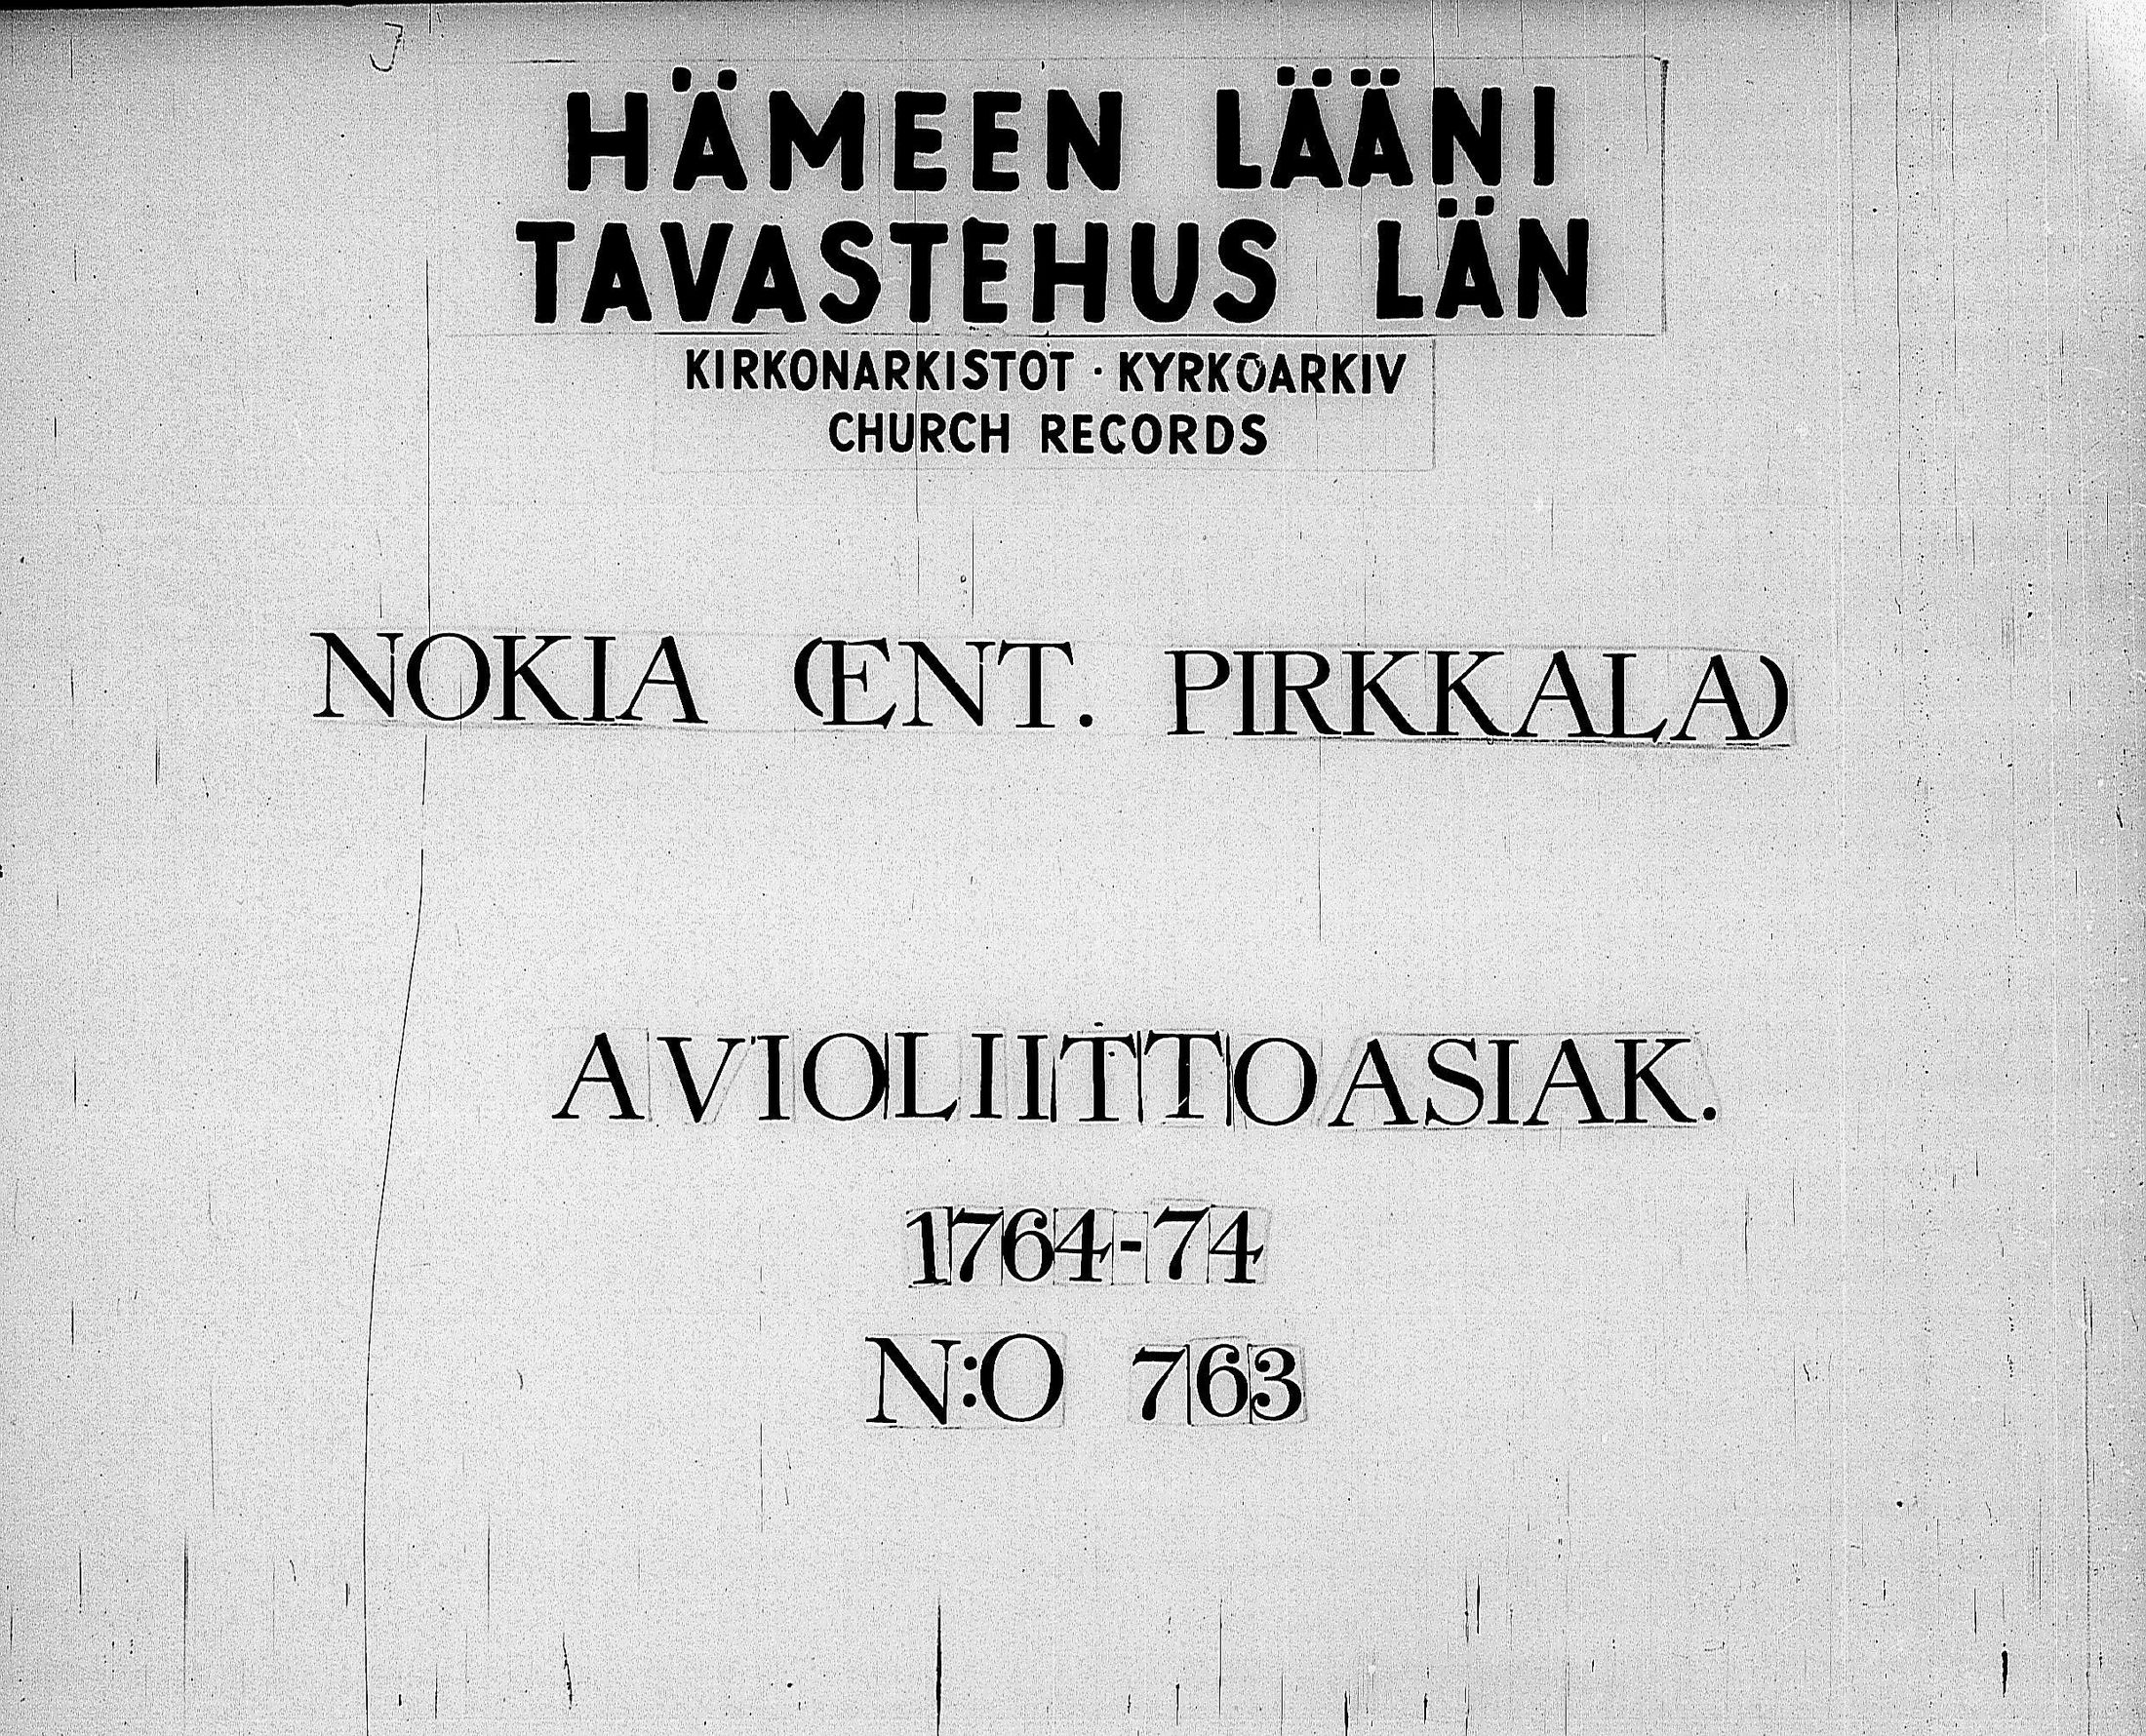 HÄMEEN LÄÄNI
TAVASTEHUS LÄN
KIRKONARKISTOT · KYRKOARKIV
CHURCH RECORDS
NOKIA (ENT. PIRKKALA)
AVIOLIITTOASIAK.
1764-74
N:O 763